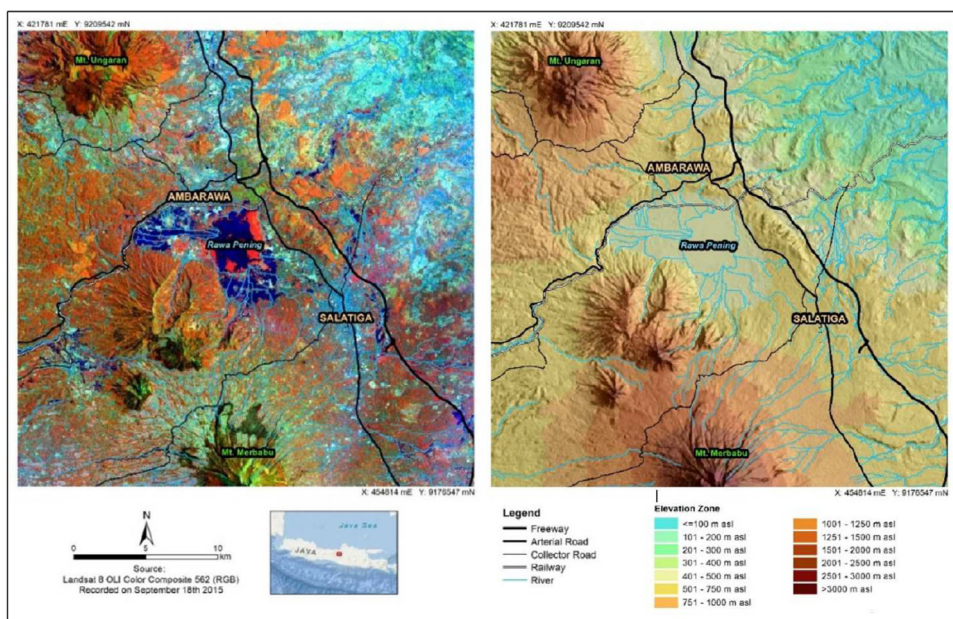 X: 421781 mE Y: 9209542 mN
X: 421781 mE Y: 9209542 mN
Mt. Ungaran
AMBARAWA
Rawa Pening
SALATIGA
Mt. Merbabu
Mt. Ungaran
AMBARAWA
Rawa Pening
SALATIGA
Mt. Merbabu
X: 454814 mE Y: 9176547 mN
X: 454814 mE Y: 9176547 mN
N
0 5 10
km
Source:
Landsat 8 OLI Color Composite 562 (RGB)
Recorded on September 18th 2015
Java Sea
JAVA
Legend
Freeway
Arterial Road
Collector Road
Railway
River
Elevation Zone
<=100 m asl
101 - 200 m asl
201 - 300 m asl
301 - 400 m asl
401 - 500 m asl
501 - 750 m asl
751 - 1000 m asl
1001 - 1250 m asl
1251 - 1500 m asl
1501 - 2000 m asl
2001 - 2500 m asl
2501 - 3000 m asl
>3000 m asl